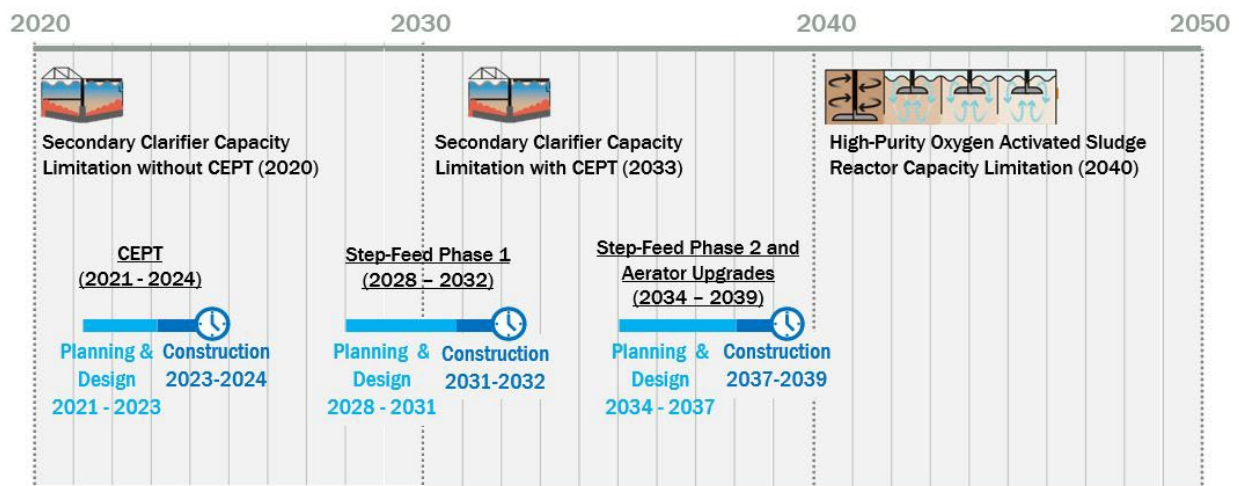 2020 2030 2040 2050
Secondary Clarifier Capacity
Limitation without CEPT (2020)
Secondary Clarifier Capacity
Limitation with CEPT (2033)
High-Purity Oxygen Activated Sludge
Reactor Capacity Limitation (2040)
CEPT
(2021 - 2024)
Planning &
Design
2021 - 2023
Construction
2023-2024
Step-Feed Phase 1
(2028 – 2032)
Planning &
Design
2028 - 2031
Construction
2031-2032
Step-Feed Phase 2 and
Aerator Upgrades
(2034 – 2039)
Planning &
Design
2034 - 2037
Construction
2037-2039